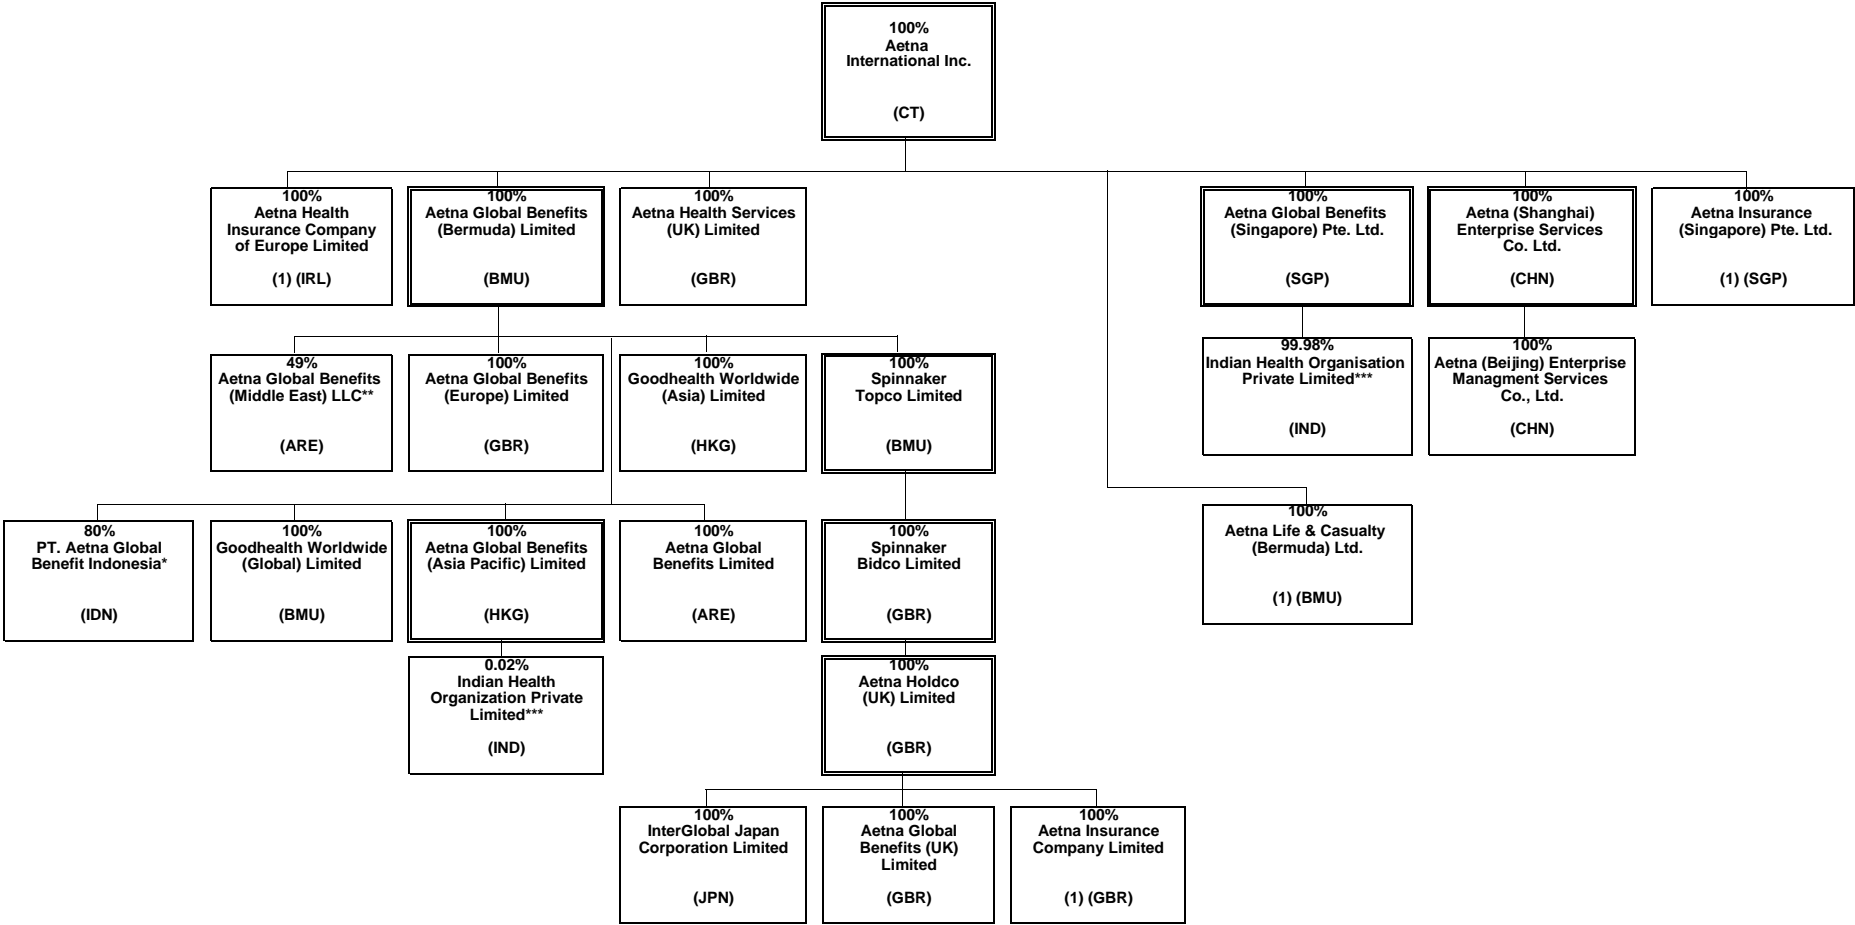 100%
Aetna
International Inc.
(CT)
100%
Aetna Health
Insurance Company
of Europe Limited
(1) (IRL)
100%
Aetna Global Benefits
(Bermuda) Limited
(BMU)
100%
Aetna Health Services
(UK) Limited
(GBR)
100%
Aetna Global Benefits
(Singapore) Pte. Ltd.
(SGP)
100%
Aetna (Shanghai)
Enterprise Services
Co. Ltd.
(CHN)
100%
Aetna Insurance
(Singapore) Pte. Ltd.
(1) (SGP)
49%
Aetna Global Benefits
(Middle East) LLC**
(ARE)
100%
Aetna Global Benefits
(Europe) Limited
(GBR)
100%
Goodhealth Worldwide
(Asia) Limited
(HKG)
100%
Spinnaker
Topco Limited
(BMU)
99.98%
Indian Health Organisation
Private Limited***
(IND)
100%
Aetna (Beijing) Enterprise
Managment Services
Co., Ltd.
(CHN)
80%
PT. Aetna Global
Benefit Indonesia*
(IDN)
100%
Goodhealth Worldwide
(Global) Limited
(BMU)
100%
Aetna Global Benefits
(Asia Pacific) Limited
(HKG)
100%
Aetna Global
Benefits Limited
(ARE)
100%
Spinnaker
Bidco Limited
(GBR)
100%
Aetna Life & Casualty
(Bermuda) Ltd.
(1) (BMU)
0.02%
Indian Health
Organization Private
Limited***
(IND)
100%
Aetna Holdco
(UK) Limited
(GBR)
100%
InterGlobal Japan
Corporation Limited
(JPN)
100%
Aetna Global
Benefits (UK)
Limited
(GBR)
100%
Aetna Insurance
Company Limited
(1) (GBR)